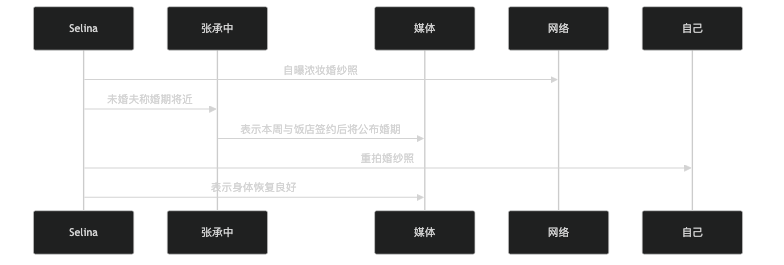 Selina
张承中
媒体
网络
自己
自曝浓妆婚纱照
未婚夫称婚期将近
表示本周与饭店签约后将公布婚期
重拍婚纱照
表示身体恢复良好
Selina
张承中
媒体
网络
自己